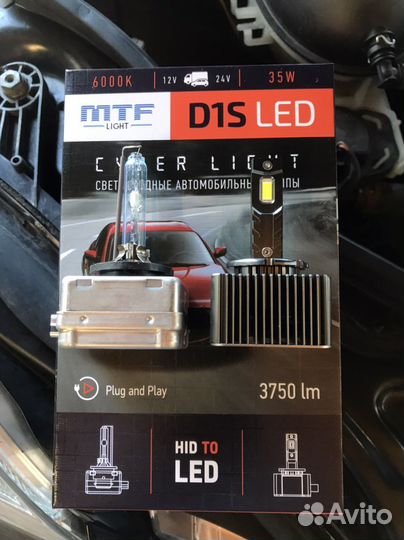 6000K 12V 24V 35W
MTF
LIGHT
D1S LED
CYBER LIGHT
СВЕТОДИОДНЫЕ АВТОМОБИЛЬНЫЕ ЛАМПЫ
Plug and Play
3750 lm
HID TO
LED
Avito